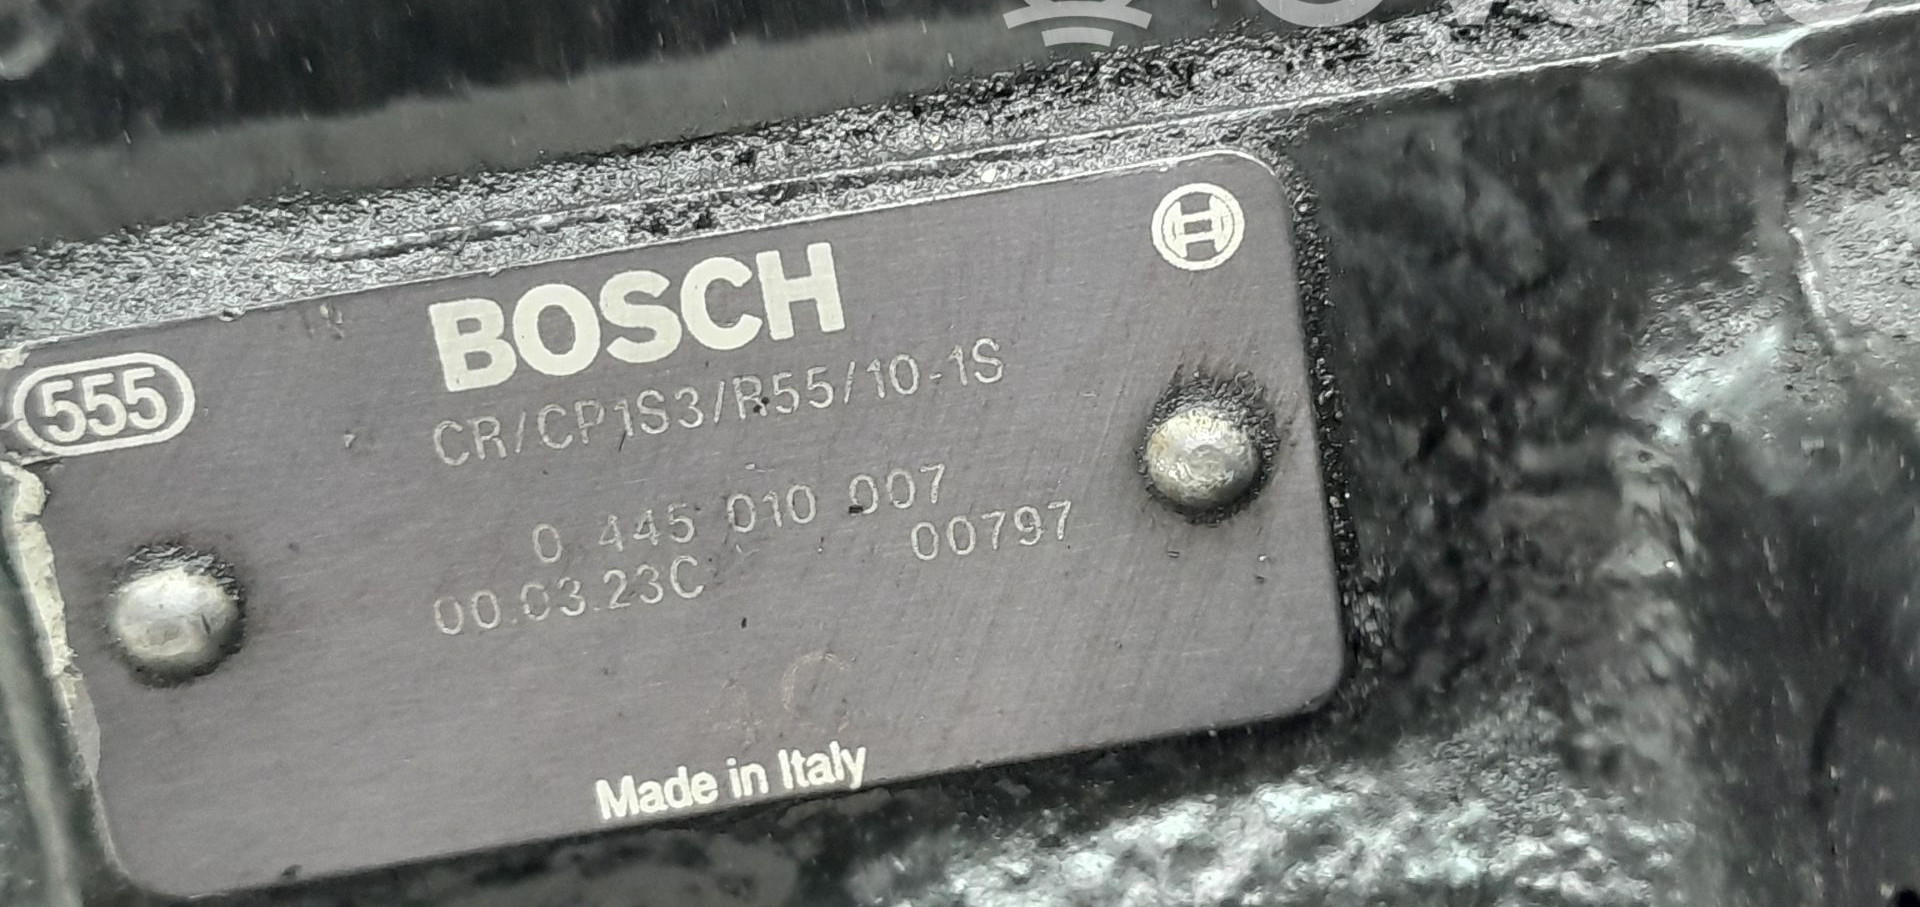 BOSCH
555
CR/CP1S3/R55/10-1S
0 445 010 007
00.03.23C 00797
Made in Italy